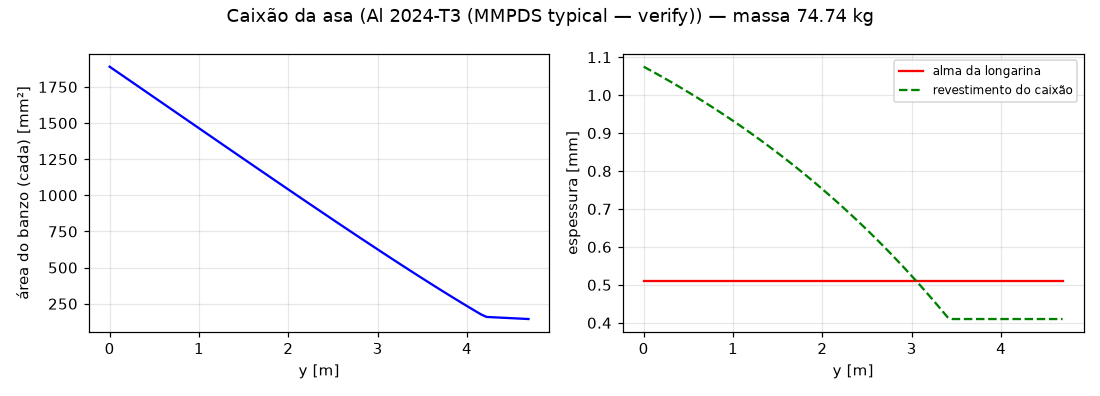 Caixão da asa (Al 2024-T3 (MMPDS typical — verify)) — massa 74.74 kg
área do banzo (cada) [mm²]
1750
1500
1250
1000
750
500
250
0 1 2 3 4
y [m]
espessura [mm]
1.1
1.0
0.9
0.8
0.7
0.6
0.5
0.4
0 1 2 3 4
y [m]
alma da longarina
revestimento do caixão